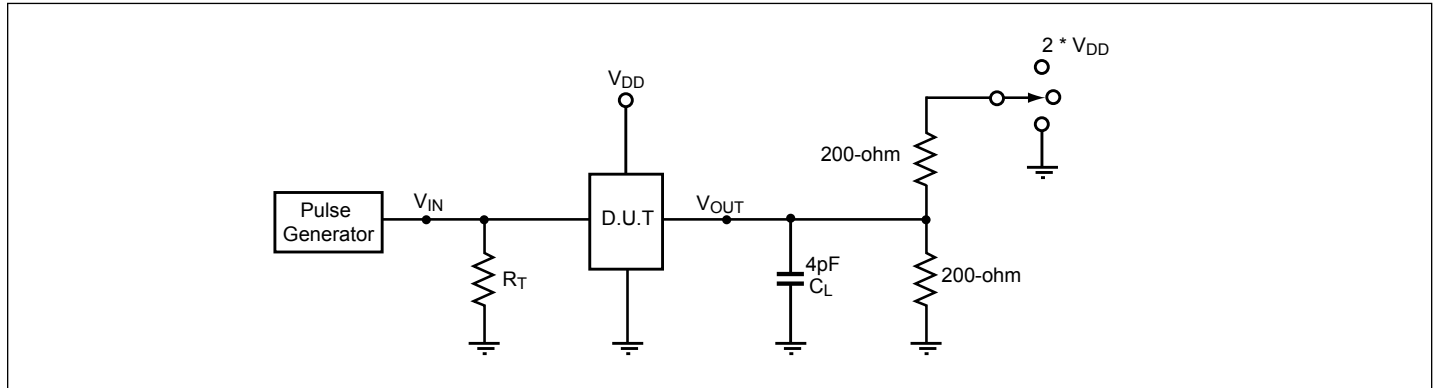 2 * VDD
VDD
200-ohm
Pulse
Generator
VIN
D.U.T
VOUT
RT
4pF
CL
200-ohm